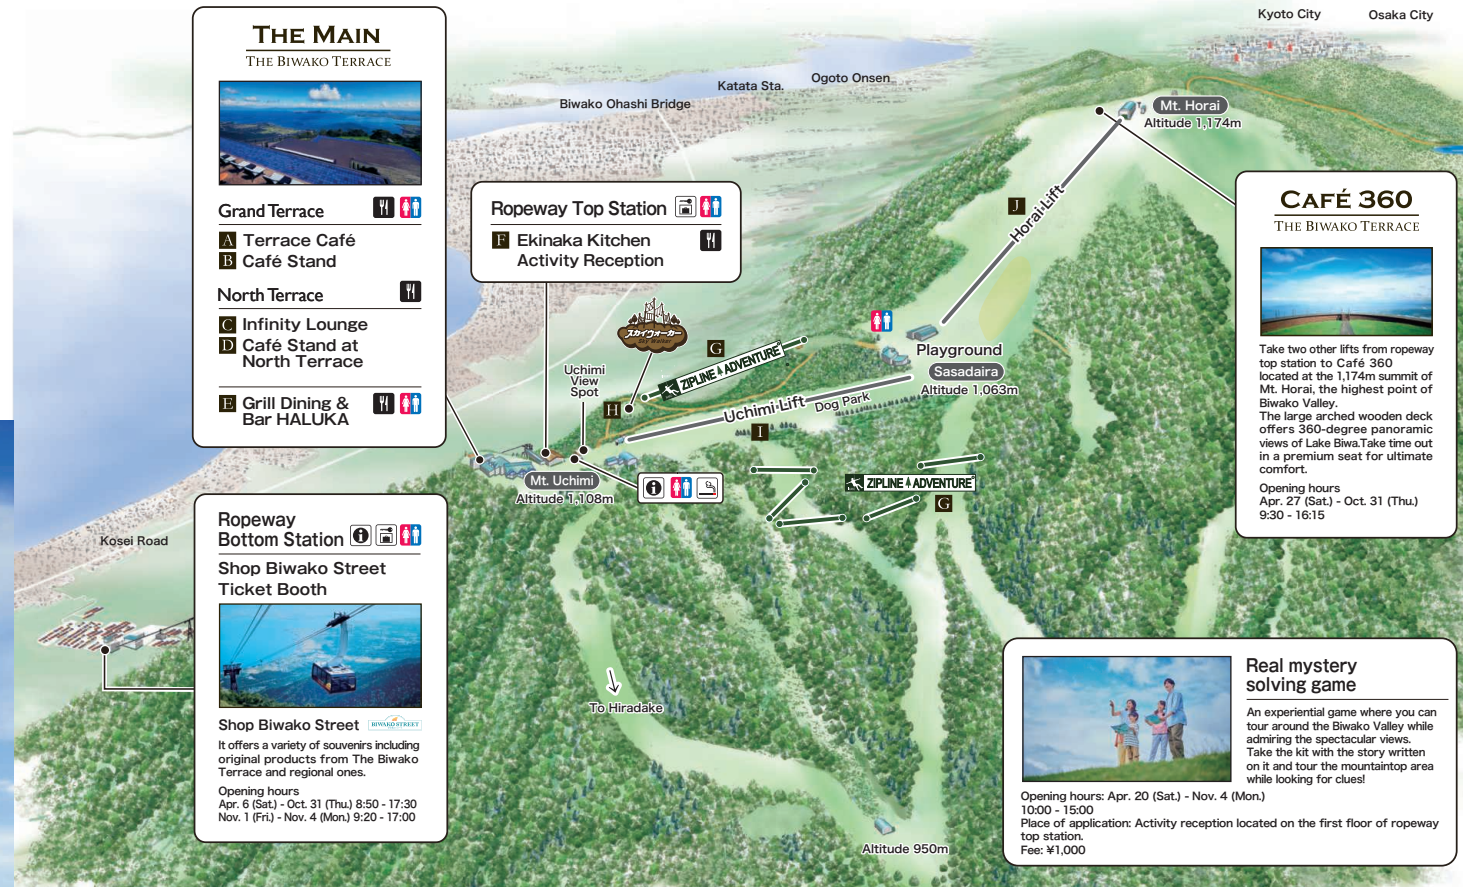 THE MAIN
THE BIWAKO TERRACE
Grand Terrace
A Terrace Café
B Café Stand
North Terrace
C Infinity Lounge
D Café Stand at
North Terrace
E Grill Dining &
Bar HALUKA
Ropeway Top Station
F Ekinaka Kitchen
Activity Reception
Kyoto City
Osaka City
Ogoto Onsen
Katata Sta.
Biwako Ohashi Bridge
Mt. Horai
Altitude 1,174m
J
Horai Lift
CAFÉ 360
THE BIWAKO TERRACE
Take two other lifts from ropeway
top station to Café 360
located at the 1,174m summit of
Mt. Horai, the highest point of
Biwako Valley.
The large arched wooden deck
offers 360-degree panoramic
views of Lake Biwa.Take time out
in a premium seat for ultimate
comfort.
Opening hours
Apr. 27 (Sat.) - Oct. 31 (Thu.)
9:30 - 16:15
スカイウォーカー
Sky Walker
G
ZIPLINE ADVENTURE
Uchimi
View
Spot
H
Playground
Sasadaira
Altitude 1,063m
Uchimi Lift
Dog Park
I
Mt. Uchimi
Altitude 1,108m
ZIPLINE ADVENTURE
G
Kosei Road
Ropeway
Bottom Station
Shop Biwako Street
Ticket Booth
Shop Biwako Street
BIWAKO STREET
It offers a variety of souvenirs including
original products from The Biwako
Terrace and regional ones.
Opening hours
Apr. 6 (Sat.) - Oct. 31 (Thu.) 8:50 - 17:30
Nov. 1 (Fri.) - Nov. 4 (Mon.) 9:20 - 17:00
To Hiradake
Altitude 950m
Real mystery
solving game
An experiential game where you can
tour around the Biwako Valley while
admiring the spectacular views.
Take the kit with the story written
on it and tour the mountaintop area
while looking for clues!
Opening hours: Apr. 20 (Sat.) - Nov. 4 (Mon.)
10:00 - 15:00
Place of application: Activity reception located on the first floor of ropeway
top station.
Fee: ¥1,000